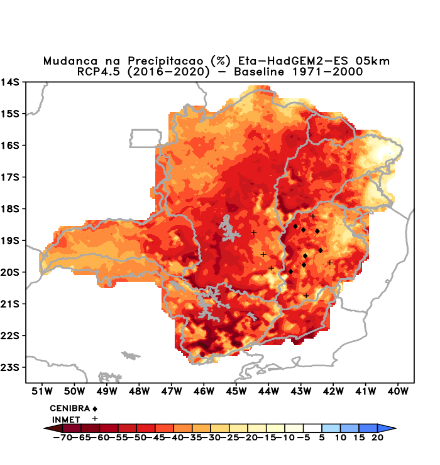 Mudanca na Precipitacao (%) Eta-HadGEM2-ES 05km
RCP4.5 (2016-2020) - Baseline 1971-2000
14S
15S
16S
17S
18S
19S
20S
21S
22S
23S
51W 50W 49W 48W 47W 46W 45W 44W 43W 42W 41W 40W
CENIBRA ♦
INMET +
-70 -65 -60 -55 -50 -45 -40 -35 -30 -25 -20 -15 -10 -5 5 10 15 20